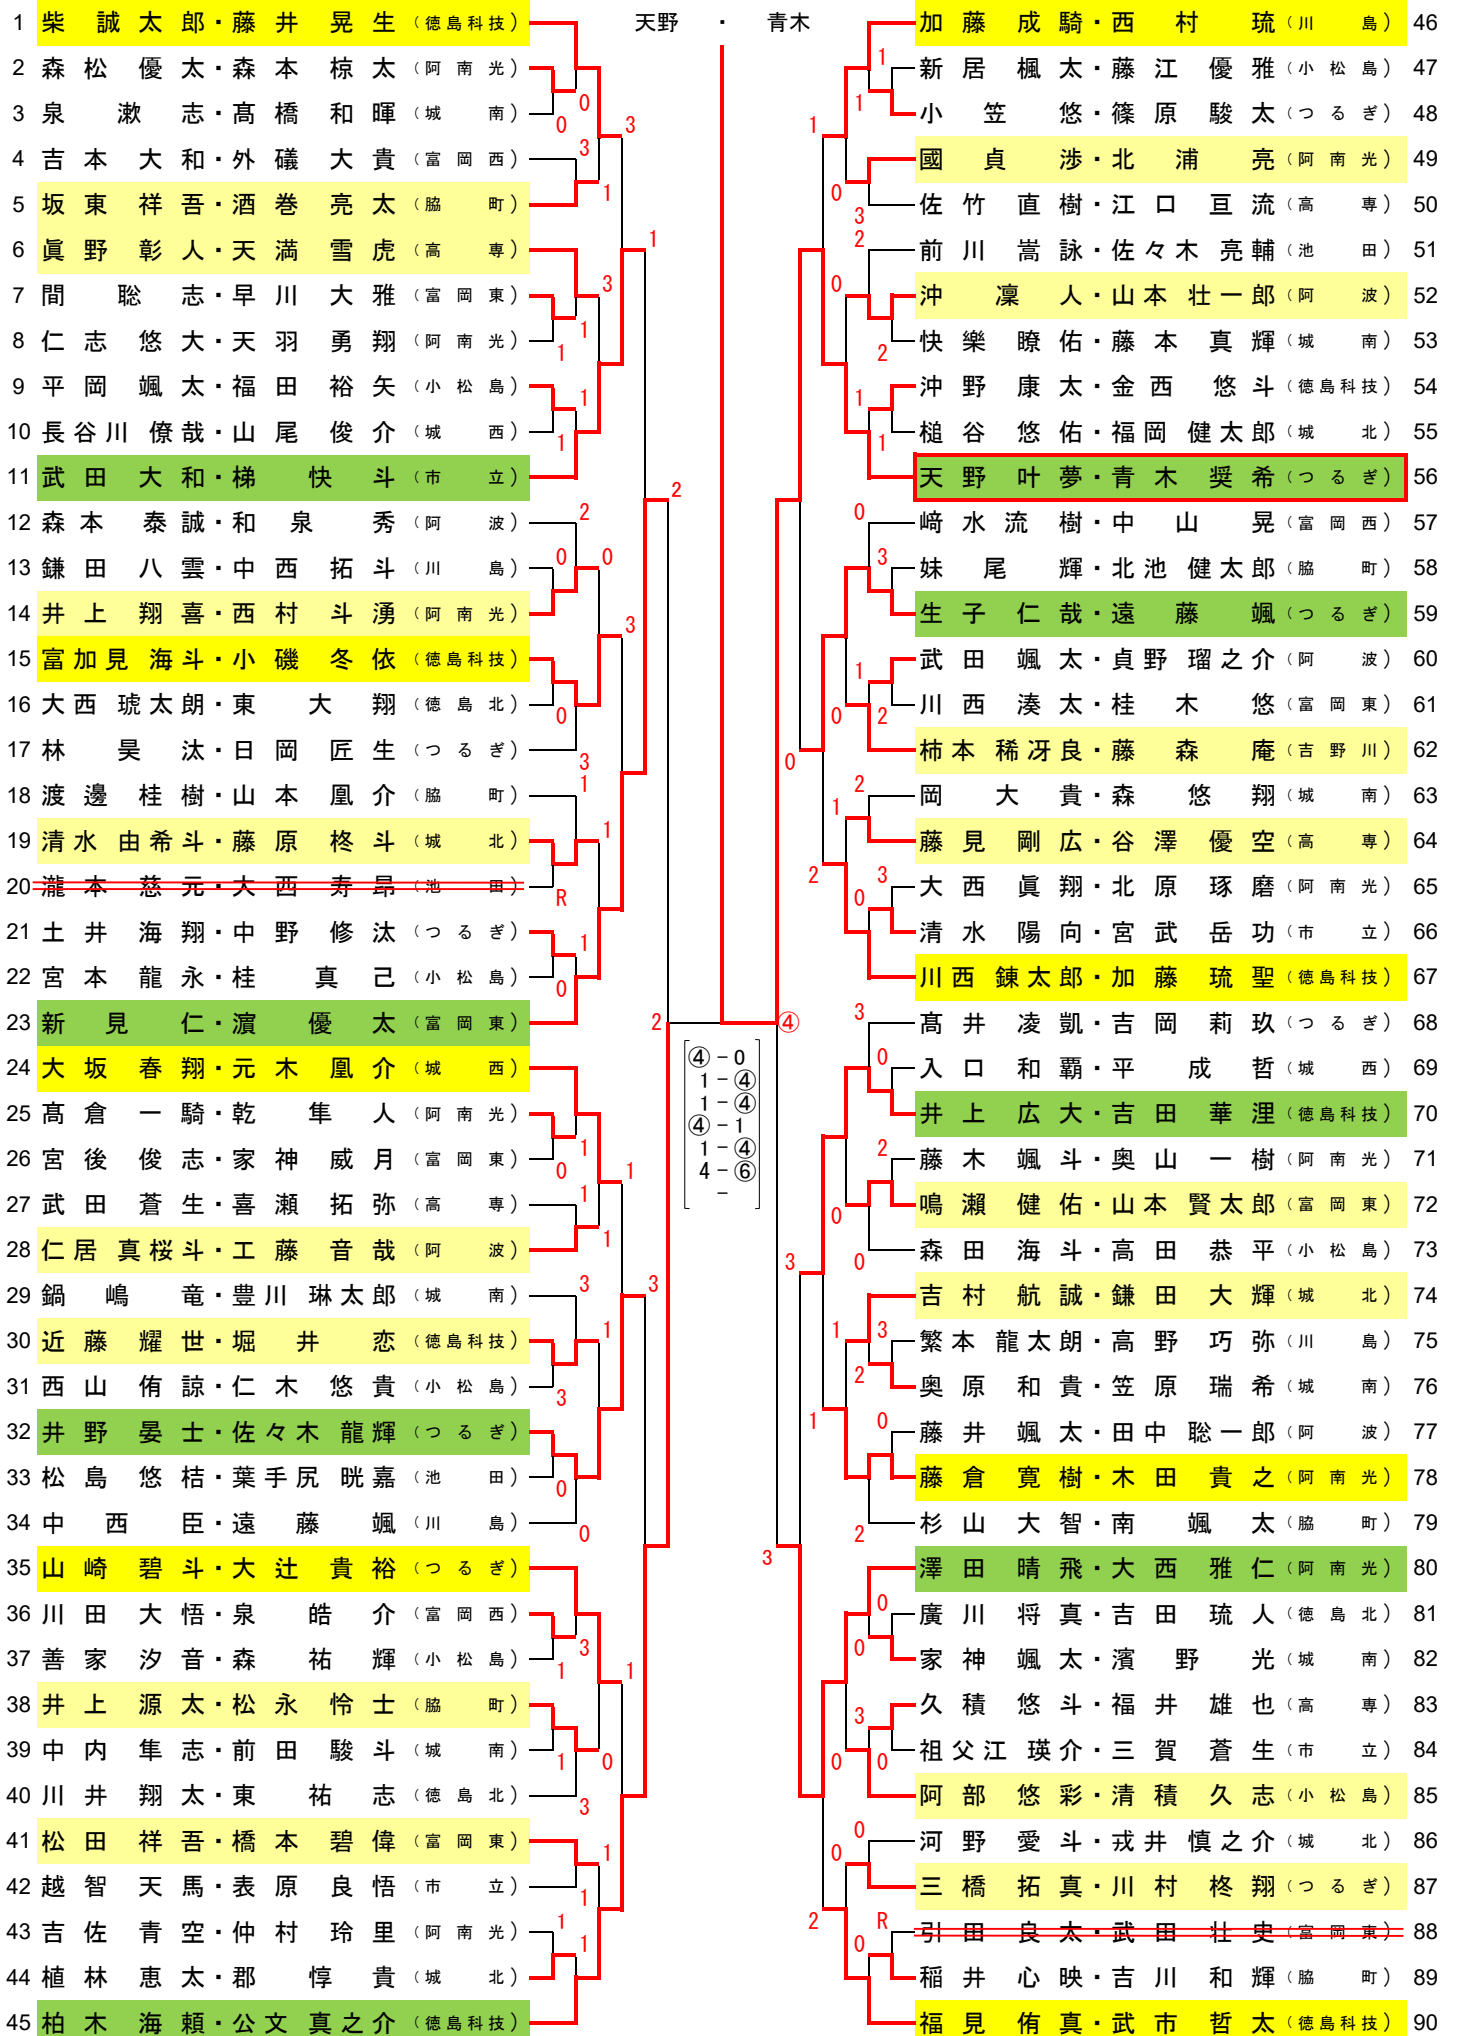 天野 ・ 青木
1 柴 誠太郎・藤井 晃生 （徳島科技）
2 森松 優太・森本 椋太 （阿南光）
3 泉 漱志・髙橋 和暉 （城南）
4 吉本 大和・外礒 大貴 （富岡西）
5 坂東 祥吾・酒巻 亮太 （脇町）
6 眞野 彰人・天満 雪虎 （高専）
7 間 聡志・早川 大雅 （富岡東）
8 仁志 悠大・天羽 勇翔 （阿南光）
9 平岡 颯太・福田 裕矢 （小松島）
10 長谷川 僚哉・山尾 俊介 （城西）
11 武田 大和・梯 快斗 （市立）
12 森本 泰誠・和泉 秀 （阿波）
13 鎌田 八雲・中西 拓斗 （川島）
14 井上 翔喜・西村 斗湧 （阿南光）
15 富加見 海斗・小磯 冬依 （徳島科技）
16 大西 琥太朗・東 大翔 （徳島北）
17 林 昊汰・日岡 匠生 （つるぎ）
18 渡邊 桂樹・山本 凰介 （脇町）
19 清水 由希斗・藤原 柊斗 （城北）
20 瀧本 慈元・大西 寿昂 （池田）
21 土井 海翔・中野 修汰 （つるぎ）
22 宮本 龍永・桂 真己 （小松島）
23 新見 仁・濵 優太 （富岡東）
24 大坂 春翔・元木 凰介 （城西）
25 髙倉 一騎・乾 隼人 （阿南光）
26 宮後 俊志・家神 威月 （富岡東）
27 武田 蒼生・喜瀬 拓弥 （高専）
28 仁居 真桜斗・工藤 音哉 （阿波）
29 鍋嶋 竜・豊川 琳太郎 （城南）
30 近藤 耀世・堀井 恋 （徳島科技）
31 西山 侑諒・仁木 悠貴 （小松島）
32 井野 晏士・佐々木 龍輝 （つるぎ）
33 松島 悠桔・葉手尻 晄嘉 （池田）
34 中西 臣・遠藤 颯 （川島）
35 山崎 碧斗・大辻 貴裕 （つるぎ）
36 川田 大悟・泉 皓介 （富岡西）
37 善家 汐音・森 祐輝 （小松島）
38 井上 源太・松永 怜士 （脇町）
39 中内 隼志・前田 駿斗 （城南）
40 川井 翔太・東 祐志 （徳島北）
41 松田 祥吾・橋本 碧偉 （富岡東）
42 越智 天馬・表原 良悟 （市立）
43 吉佐 青空・仲村 玲里 （阿南光）
44 植林 恵太・郡 惇貴 （城北）
45 柏木 海頼・公文 真之介 （徳島科技）
④-0
1-④
1-④
④-1
1-④
4-⑥
-
加藤 成騎・西村 琉 （川島） 46
新居 楓太・藤江 優雅 （小松島） 47
小笠 悠・篠原 駿太 （つるぎ） 48
國貞 渉・北浦 亮 （阿南光） 49
佐竹 直樹・江口 亘流 （高専） 50
前川 嵩詠・佐々木 亮輔 （池田） 51
沖 凜人・山本 壮一郎 （阿波） 52
快樂 瞭佑・藤本 真輝 （城南） 53
沖野 康太・金西 悠斗 （徳島科技） 54
槌谷 悠佑・福岡 健太郎 （城北） 55
天野 叶夢・青木 奨希 （つるぎ） 56
﨑水 流樹・中山 晃 （富岡西） 57
妹尾 輝・北池 健太郎 （脇町） 58
生子 仁哉・遠藤 颯 （つるぎ） 59
武田 颯太・貞野 瑠之介 （阿波） 60
川西 湊太・桂木 悠 （富岡東） 61
柿本 稀冴良・藤森 庵 （吉野川） 62
岡 大貴・森 悠翔 （城南） 63
藤見 剛広・谷澤 優空 （高専） 64
大西 眞翔・北原 琢磨 （阿南光） 65
清水 陽向・宮武 岳功 （市立） 66
川西 錬太郎・加藤 琉聖 （徳島科技） 67
髙井 凌凱・吉岡 莉玖 （つるぎ） 68
入口 和覇・平 成哲 （城西） 69
井上 広大・吉田 華浬 （徳島科技） 70
藤木 颯斗・奥山 一樹 （阿南光） 71
鳴瀬 健佑・山本 賢太郎 （富岡東） 72
森田 海斗・高田 恭平 （小松島） 73
吉村 航誠・鎌田 大輝 （城北） 74
繁本 龍太朗・高野 巧弥 （川島） 75
奥原 和貴・笠原 瑞希 （城南） 76
藤井 颯太・田中 聡一郎 （阿波） 77
藤倉 寛樹・木田 貴之 （阿南光） 78
杉山 大智・南 颯太 （脇町） 79
澤田 晴飛・大西 雅仁 （阿南光） 80
廣川 将真・吉田 琉人 （徳島北） 81
家神 颯太・濱野 光 （城南） 82
久積 悠斗・福井 雄也 （高専） 83
祖父江 瑛介・三賀 蒼生 （市立） 84
阿部 悠彩・清積 久志 （小松島） 85
河野 愛斗・戎井 慎之介 （城北） 86
三橋 拓真・川村 柊翔 （つるぎ） 87
引田 良太・武田 壮史 （富岡東） 88
稲井 心映・吉川 和輝 （脇町） 89
福見 侑真・武市 哲太 （徳島科技） 90